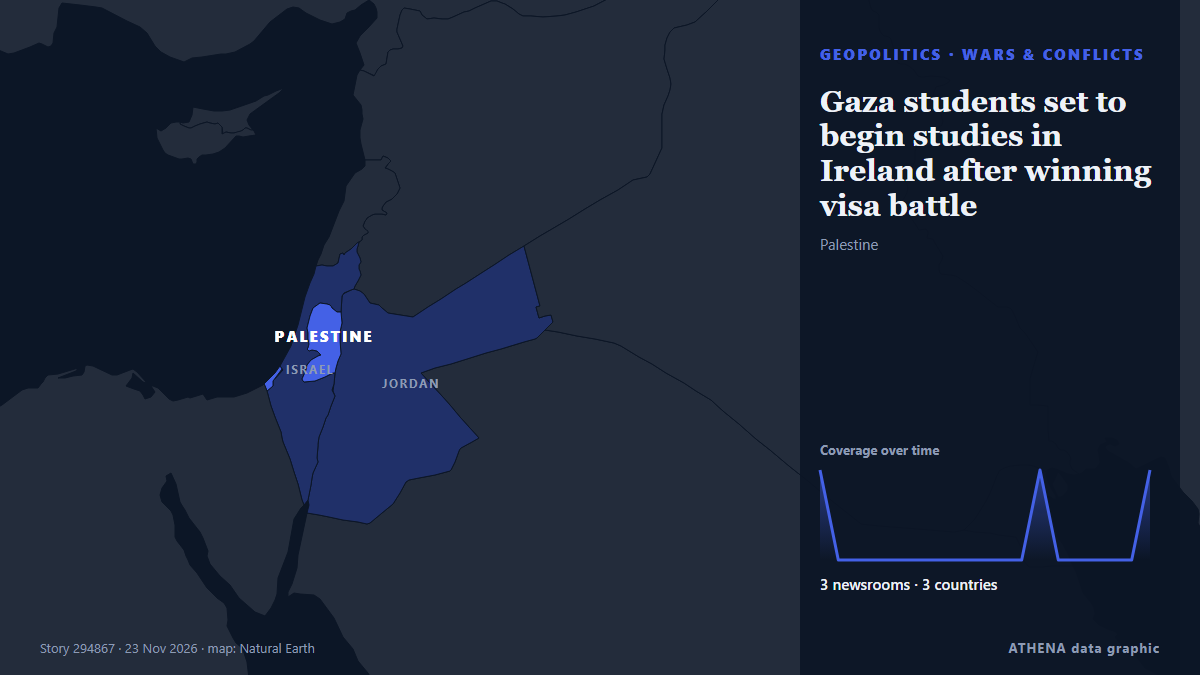 GEOPOLITICS · WARS & CONFLICTS
Gaza students set to
begin studies in
Ireland after winning
visa battle
Palestine
PALESTINE
ISRAEL
JORDAN
Coverage over time
3 newsrooms · 3 countries
Story 294867 · 23 Nov 2026 · map: Natural Earth
ATHENA data graphic